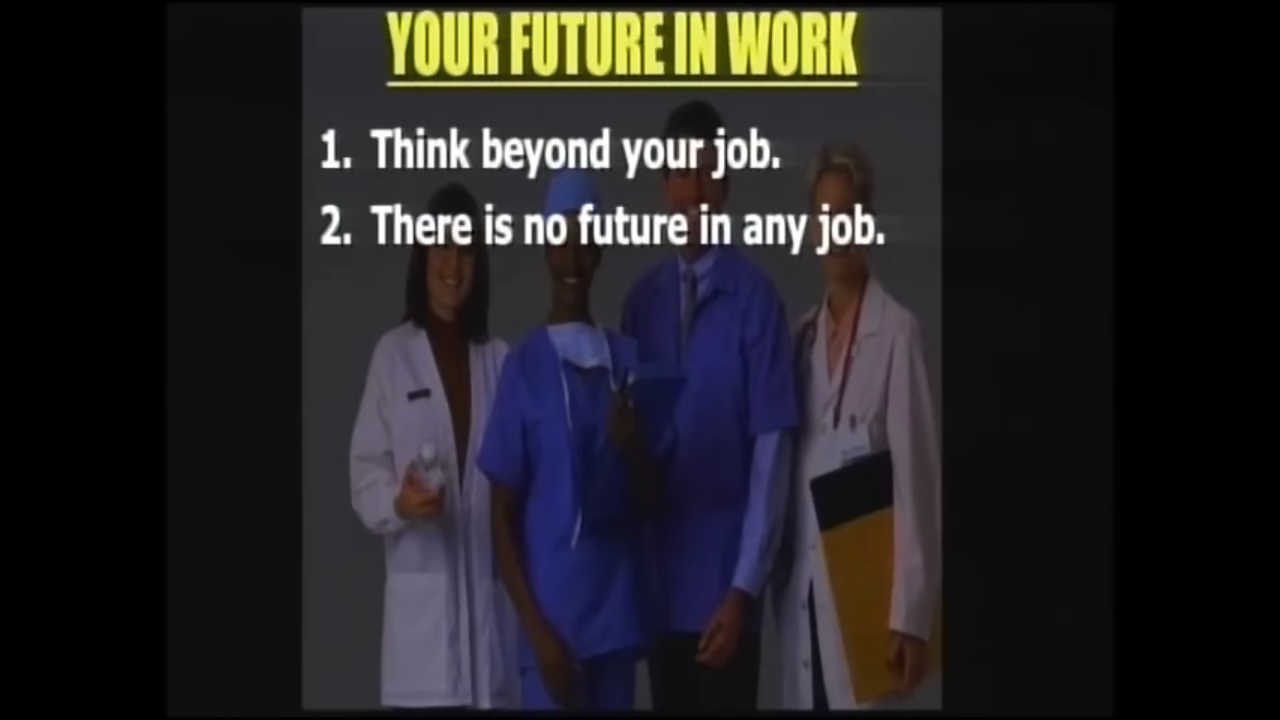 YOUR FUTURE IN WORK
1. Think beyond your job.
2. There is no future in any job.